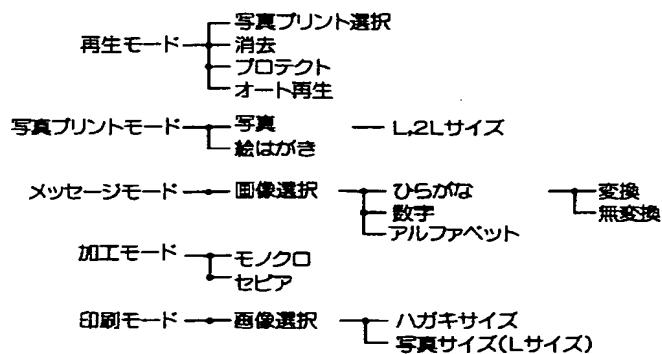 再生モード
写真プリント選択
消去
プロテクト
オート再生
写真プリントモード
写真
L,2Lサイズ
絵はがき
メッセージモード
画像選択
ひらがな
変換
数字
無変換
アルファベット
加工モード
モノクロ
セピア
印刷モード
画像選択
ハガキサイズ
写真サイズ(Lサイズ)